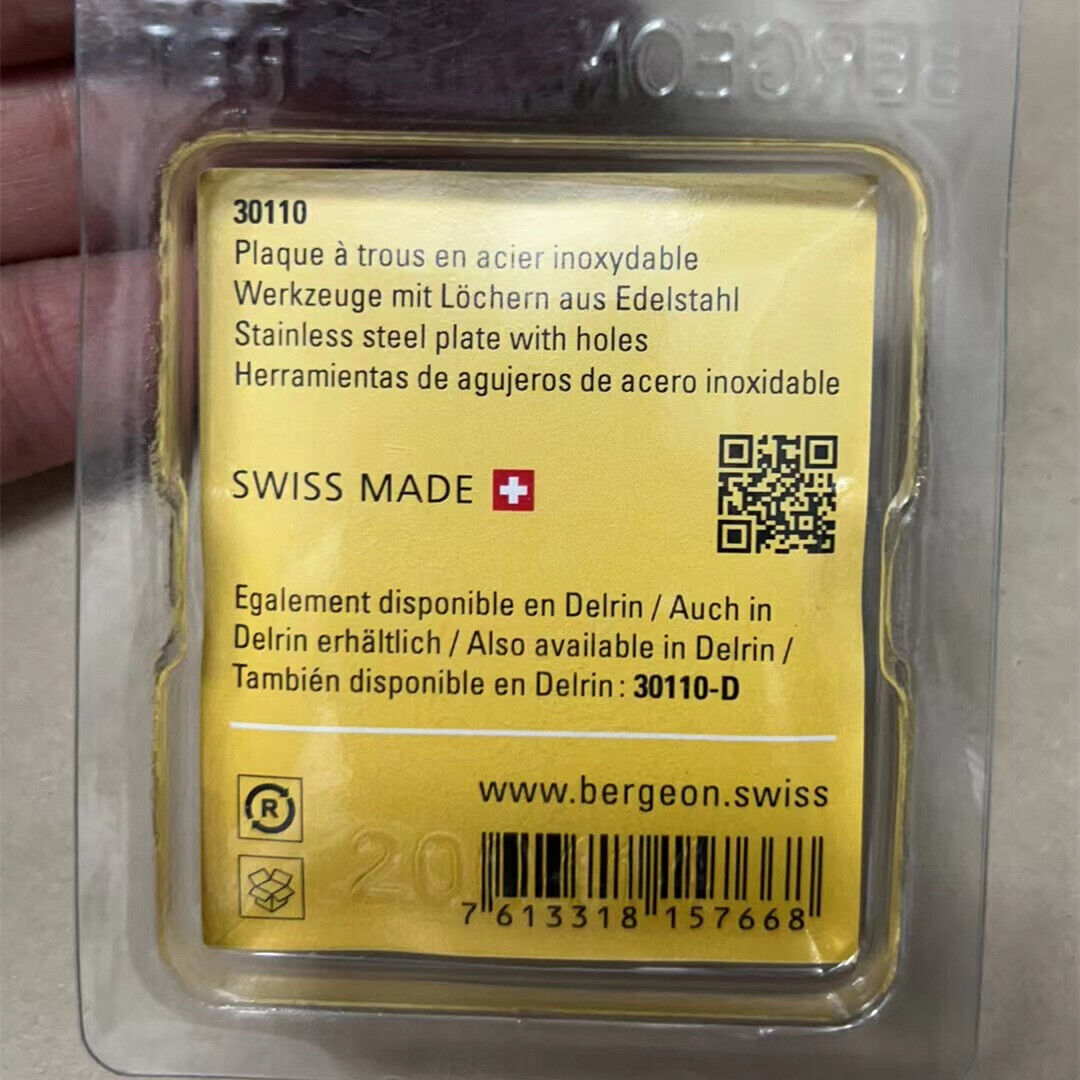 BERGEON
30110
Plaque à trous en acier inoxydable
Werkzeuge mit Löchern aus Edelstahl
Stainless steel plate with holes
Herramientas de agujeros de acero inoxidable
SWISS MADE
Egalement disponible en Delrin / Auch in
Delrin erhältlich / Also available in Delrin /
También disponible en Delrin : 30110-D
www.bergeon.swiss
R
7 613318 157668